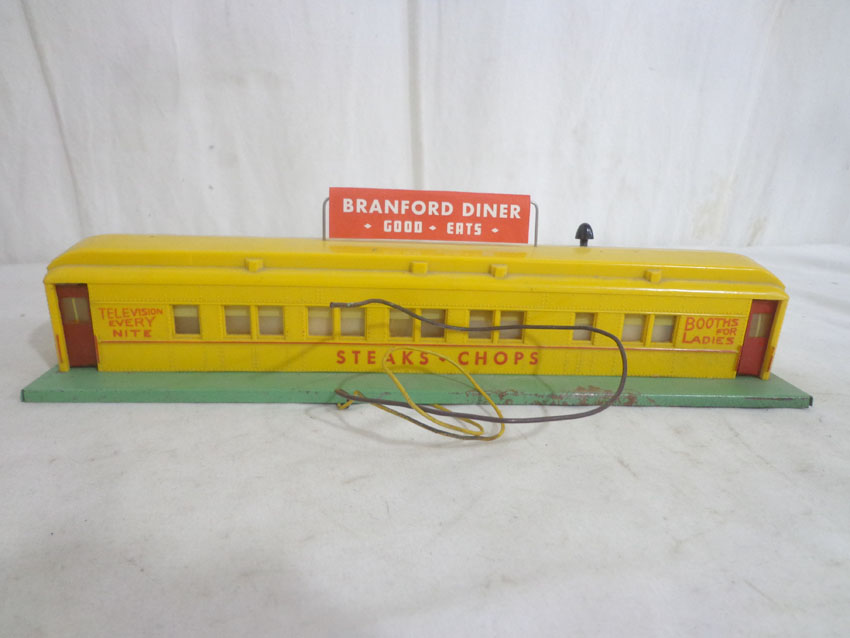 BRANFORD DINER
• GOOD • EATS •
TELEVISION
EVERY
NITE
BOOTHS
FOR
LADIES
STEAKS • CHOPS